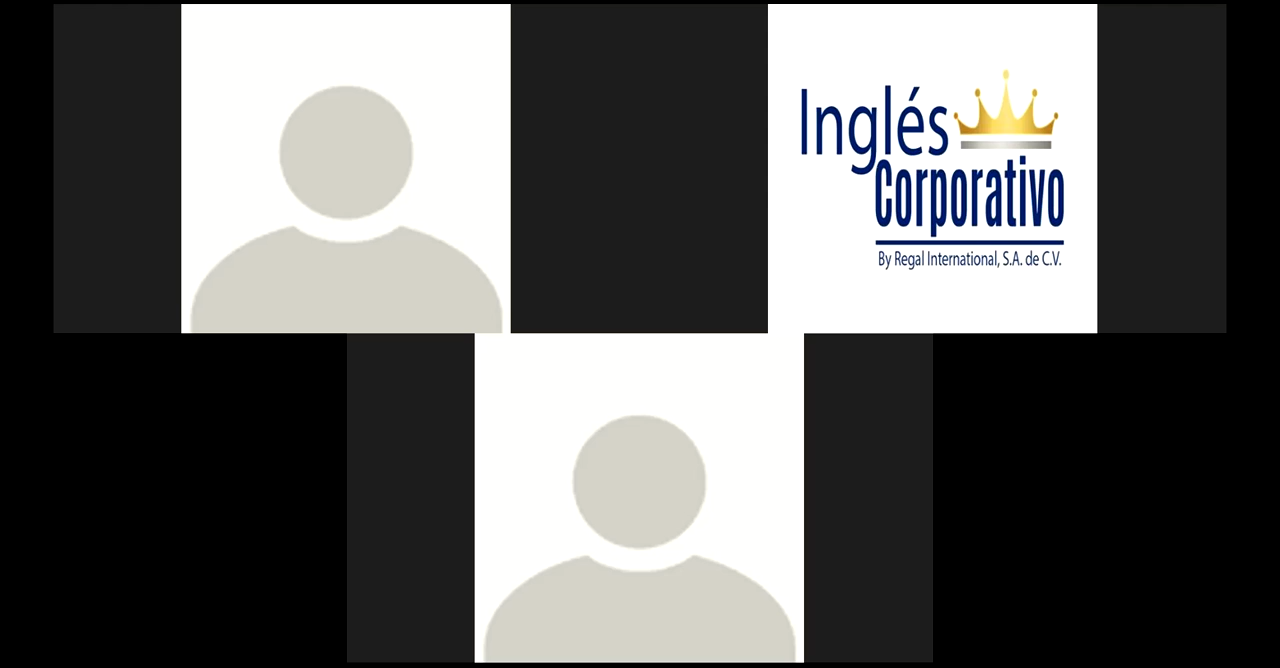 Inglés
Corporativo
By Regal International, S.A. de C.V.